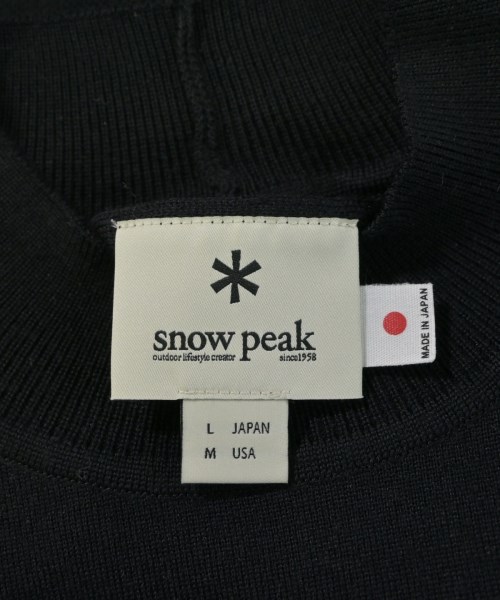 snow peak
outdoor lifestyle creator since1958
MADE IN JAPAN
L JAPAN
M USA